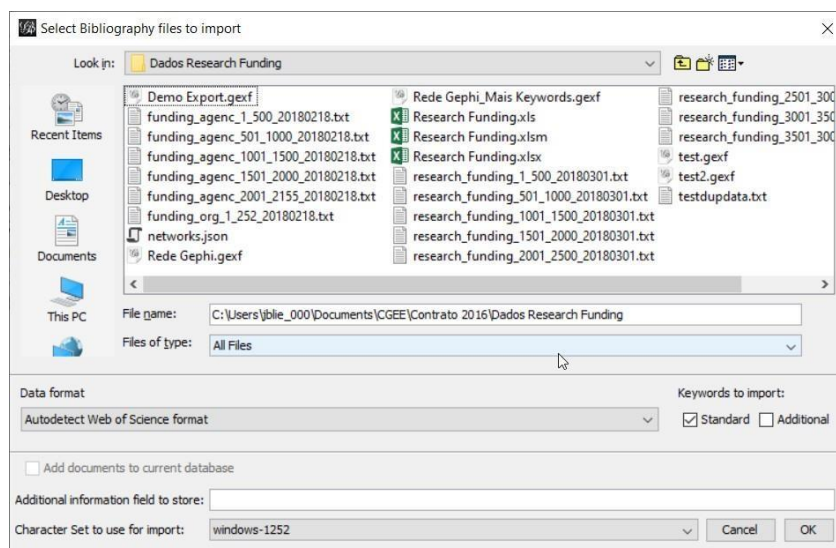 Select Bibliography files to import
Look in: Dados Research Funding
Recent Items
Desktop
Documents
This PC
Demo Export.gexf
funding_agenc_1_500_20180218.txt
funding_agenc_501_1000_20180218.txt
funding_agenc_1001_1500_20180218.txt
funding_agenc_1501_2000_20180218.txt
funding_agenc_2001_2155_20180218.txt
funding_org_1_252_20180218.txt
networks.json
Rede Gephi.gexf
Rede Gephi_Mais Keywords.gexf
Research Funding.xls
Research Funding.xlsm
Research Funding.xlsx
research_funding_1_500_20180301.txt
research_funding_501_1000_20180301.txt
research_funding_1001_1500_20180301.txt
research_funding_1501_2000_20180301.txt
research_funding_2001_2500_20180301.txt
research_funding_2501_300
research_funding_3001_350
research_funding_3501_300
test.gexf
test2.gexf
testdupdata.txt
File name: C:\Users\jblie_000\Documents\CGEE\Contrato 2016\Dados Research Funding
Files of type: All Files
Data format
Keywords to import:
Autodetect Web of Science format
Standard Additional
Add documents to current database
Additional information field to store:
Character Set to use for import: windows-1252
Cancel OK